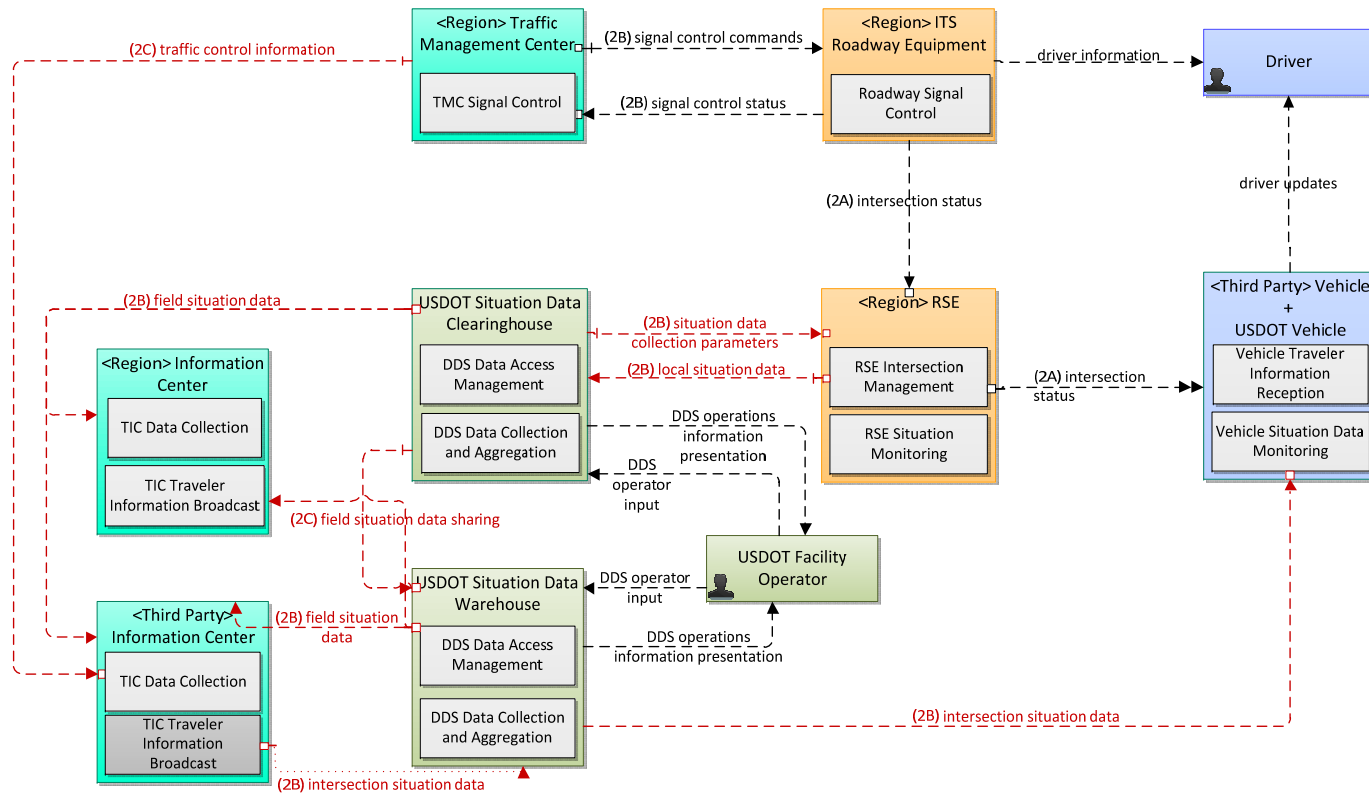 <Region> Traffic
Management Center
TMC Signal Control
(2C) traffic control information
(2B) signal control commands
(2B) signal control status
<Region> ITS
Roadway Equipment
Roadway Signal
Control
driver information
Driver
driver updates
(2A) intersection status
(2B) field situation data
USDOT Situation Data
Clearinghouse
DDS Data Access
Management
DDS Data Collection
and Aggregation
(2B) situation data
collection parameters
(2B) local situation data
<Region> RSE
RSE Intersection
Management
RSE Situation
Monitoring
(2A) intersection
status
<Third Party> Vehicle
+
USDOT Vehicle
Vehicle Traveler
Information
Reception
Vehicle Situation Data
Monitoring
<Region> Information
Center
TIC Data Collection
TIC Traveler
Information Broadcast
DDS operations
information
presentation
DDS
operator
input
(2C) field situation data sharing
USDOT Facility
Operator
DDS operator
input
DDS operations
information presentation
USDOT Situation Data
Warehouse
DDS Data Access
Management
DDS Data Collection
and Aggregation
(2B) field situation
data
<Third Party>
Information Center
TIC Data Collection
TIC Traveler
Information
Broadcast
(2B) intersection situation data
(2B) intersection situation data